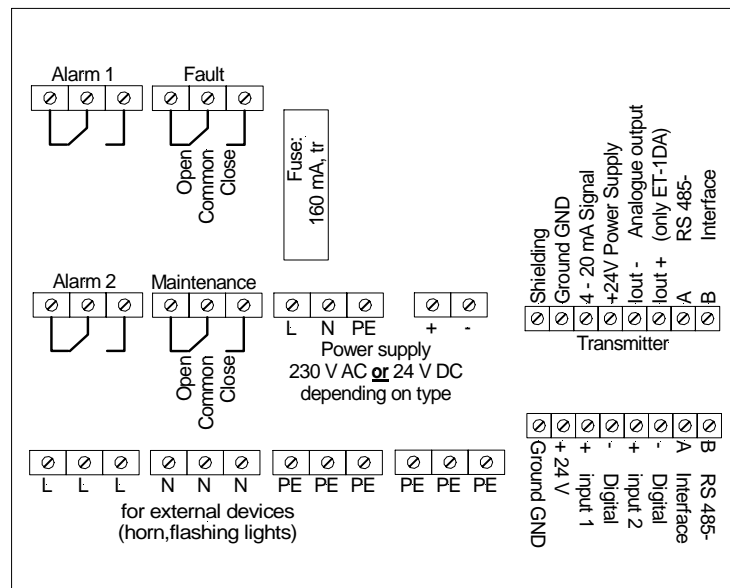 Alarm 1
Fault
Open
Common
Close
Fuse:
160 mA, tr
Alarm 2
Maintenance
Open
Common
Close
L N PE
+ -
Power supply
230 V AC or 24 V DC
depending on type
Shielding
Ground GND
4 - 20 mA Signal
+24V Power Supply
Iout - Analogue output
Iout + (only ET-1DA)
A RS 485-
B Interface
Transmitter
L L L
N N N
PE PE PE
PE PE PE
for external devices
(horn,flashing lights)
Ground GND
+ 24 V
+ input 1
- Digital
+ input 2
- Digital
A Interface
B RS 485-